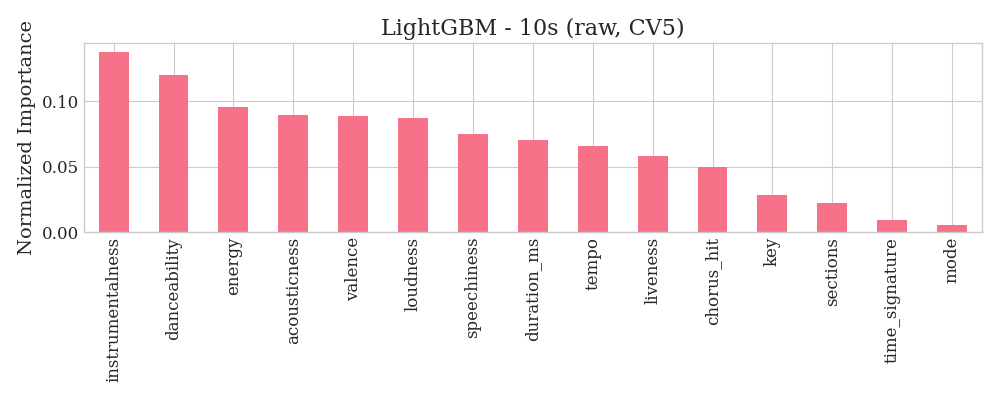 LightGBM - 10s (raw, CV5)
Normalized Importance
0.10
0.05
0.00
instrumentalness
danceability
energy
acousticness
valence
loudness
speechiness
duration_ms
tempo
liveness
chorus_hit
key
sections
time_signature
mode